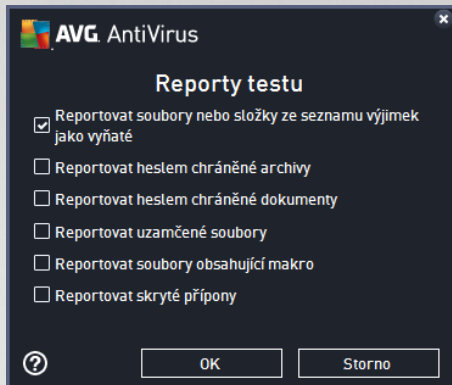 AVG. AntiVirus
Reporty testu
Reportovat soubory nebo složky ze seznamu výjimek
jako vyňaté
Reportovat heslem chráněné archivy
Reportovat heslem chráněné dokumenty
Reportovat uzamčené soubory
Reportovat soubory obsahující makro
Reportovat skryté přípony
?
OK
Storno